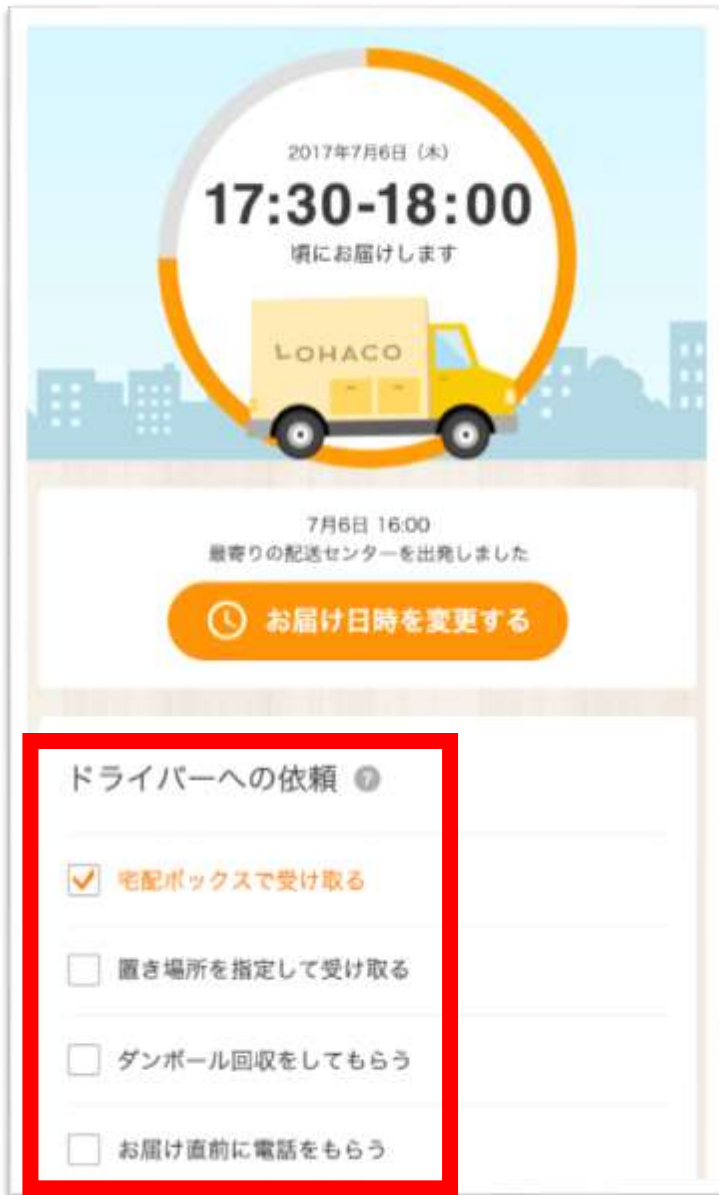 2017年7月6日（木）
17:30-18:00
頃にお届けします
LOHACO
7月6日 16:00
最寄りの配送センターを出発しました
お届け日時を変更する
ドライバーへの依頼 ?
宅配ボックスで受け取る
置き場所を指定して受け取る
ダンボール回収をしてもらう
お届け直前に電話をもらう